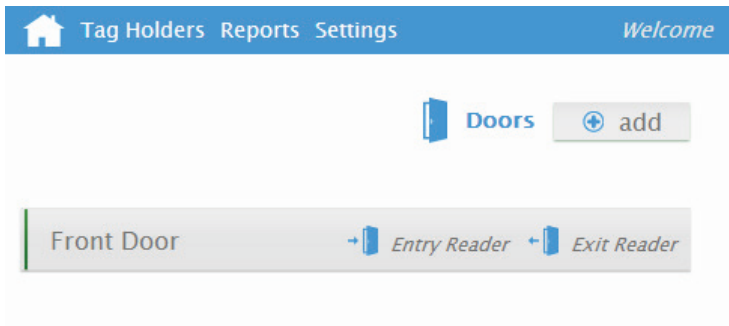 Tag Holders Reports Settings Welcome
Doors add
Front Door Entry Reader Exit Reader